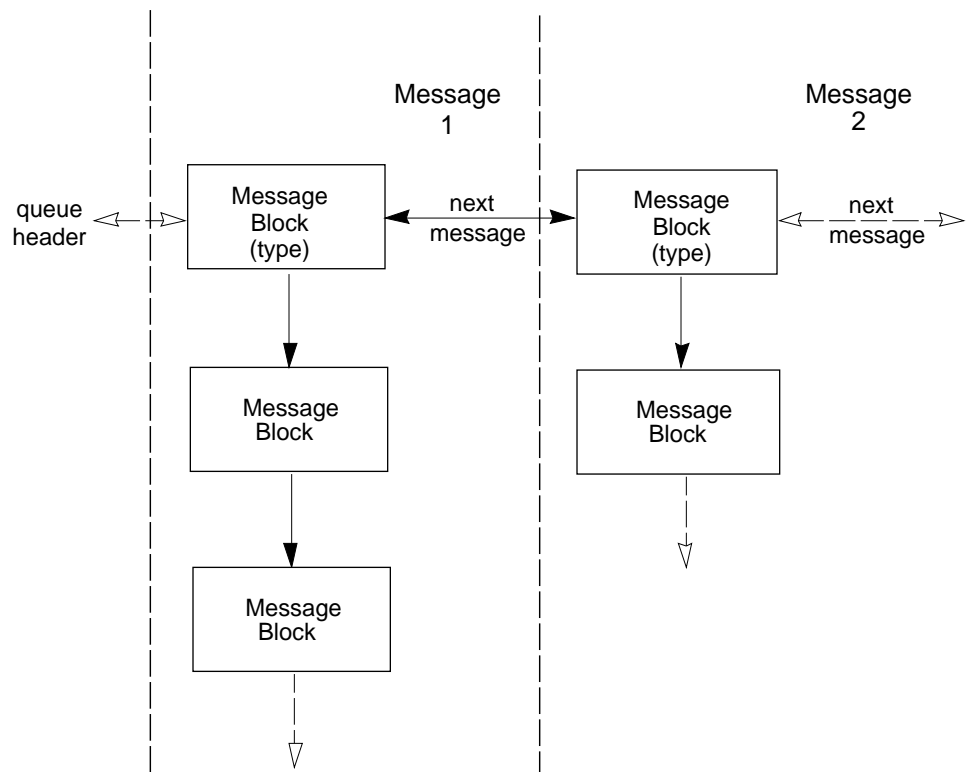 Message
1
Message
2
queue
header
Message
Block
(type)
next
message
Message
Block
(type)
next
message
Message
Block
Message
Block
Message
Block